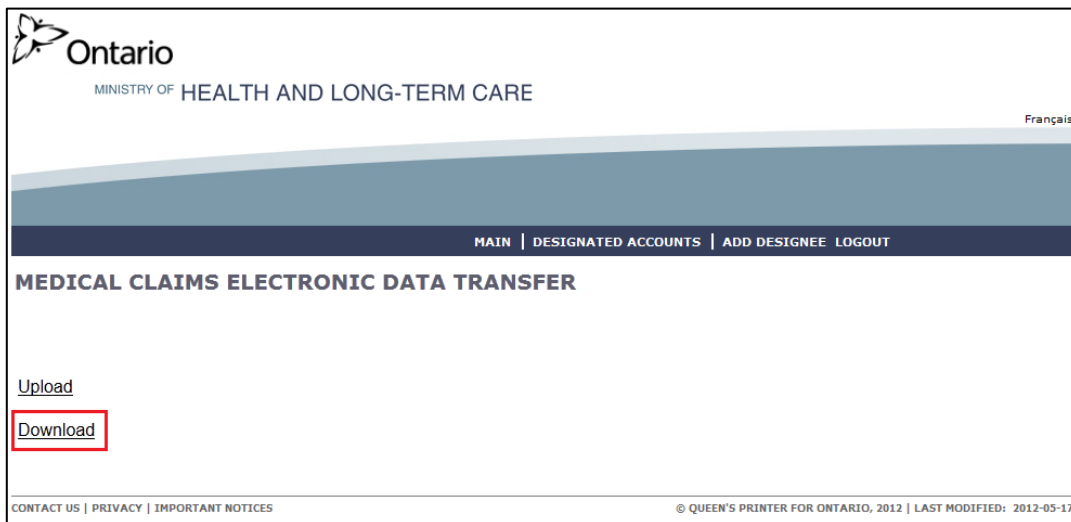 Ontario
MINISTRY OF HEALTH AND LONG-TERM CARE
Français
MAIN | DESIGNATED ACCOUNTS | ADD DESIGNEE LOGOUT
MEDICAL CLAIMS ELECTRONIC DATA TRANSFER
Upload
Download
CONTACT US | PRIVACY | IMPORTANT NOTICES © QUEEN'S PRINTER FOR ONTARIO, 2012 | LAST MODIFIED: 2012-05-17